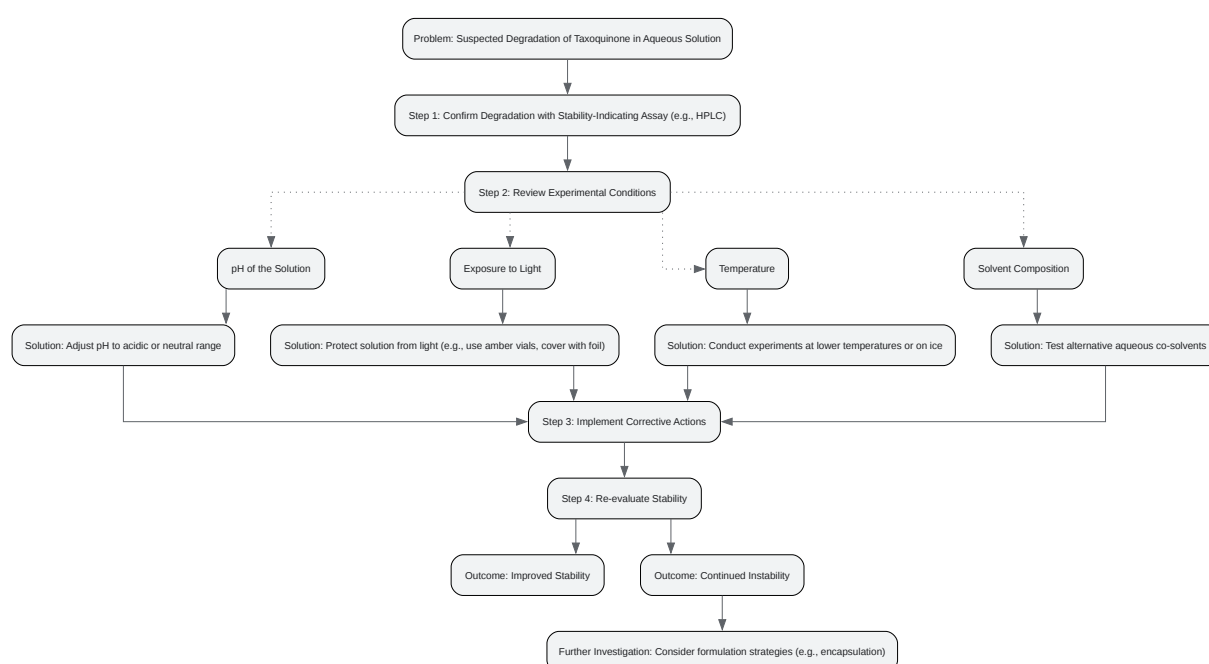 Problem: Suspected Degradation of Taxoquinone in Aqueous Solution
Step 1: Confirm Degradation with Stability-Indicating Assay (e.g., HPLC)
Step 2: Review Experimental Conditions
pH of the Solution
Exposure to Light
Temperature
Solvent Composition
Solution: Adjust pH to acidic or neutral range
Solution: Protect solution from light (e.g., use amber vials, cover with foil)
Solution: Conduct experiments at lower temperatures or on ice
Solution: Test alternative aqueous co-solvents
Step 3: Implement Corrective Actions
Step 4: Re-evaluate Stability
Outcome: Improved Stability
Outcome: Continued Instability
Further Investigation: Consider formulation strategies (e.g., encapsulation)